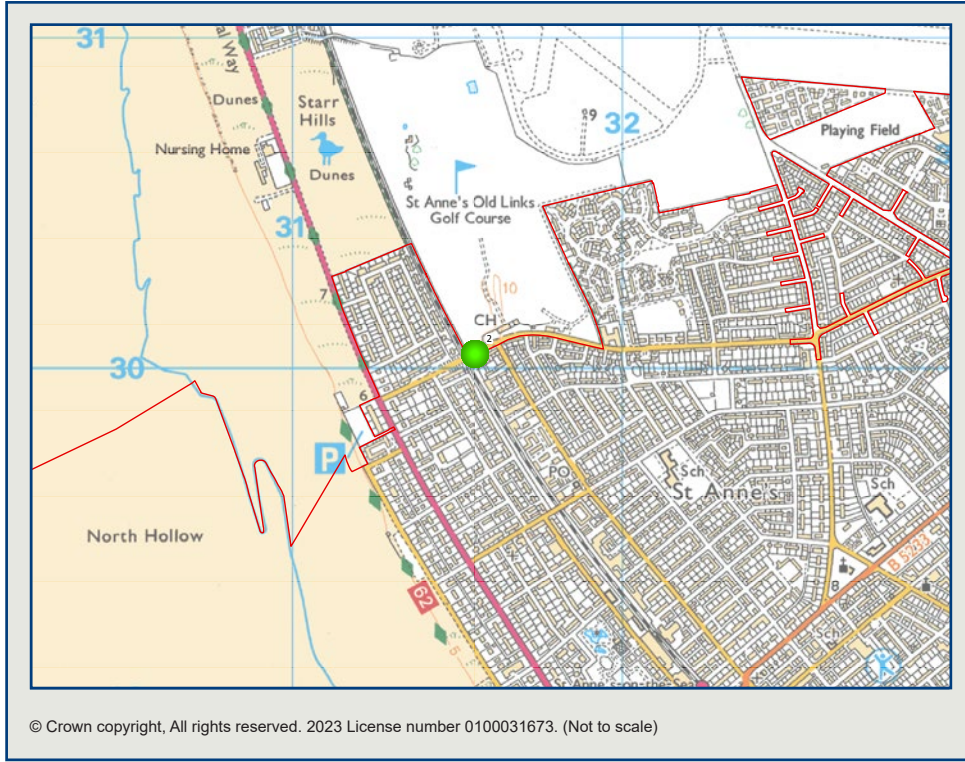 31
al Way
Dunes
Starr
Hills
9
32
Playing Field
Nursing Home
Dunes
St Anne's Old Links
Golf Course
31
7
10
CH
2
30
6
P
PO
Sch
St Anne's
Sch
North Hollow
B 5233
8
62
5
Sch
St Anne's-on-the-Sea
© Crown copyright, All rights reserved. 2023 License number 0100031673. (Not to scale)